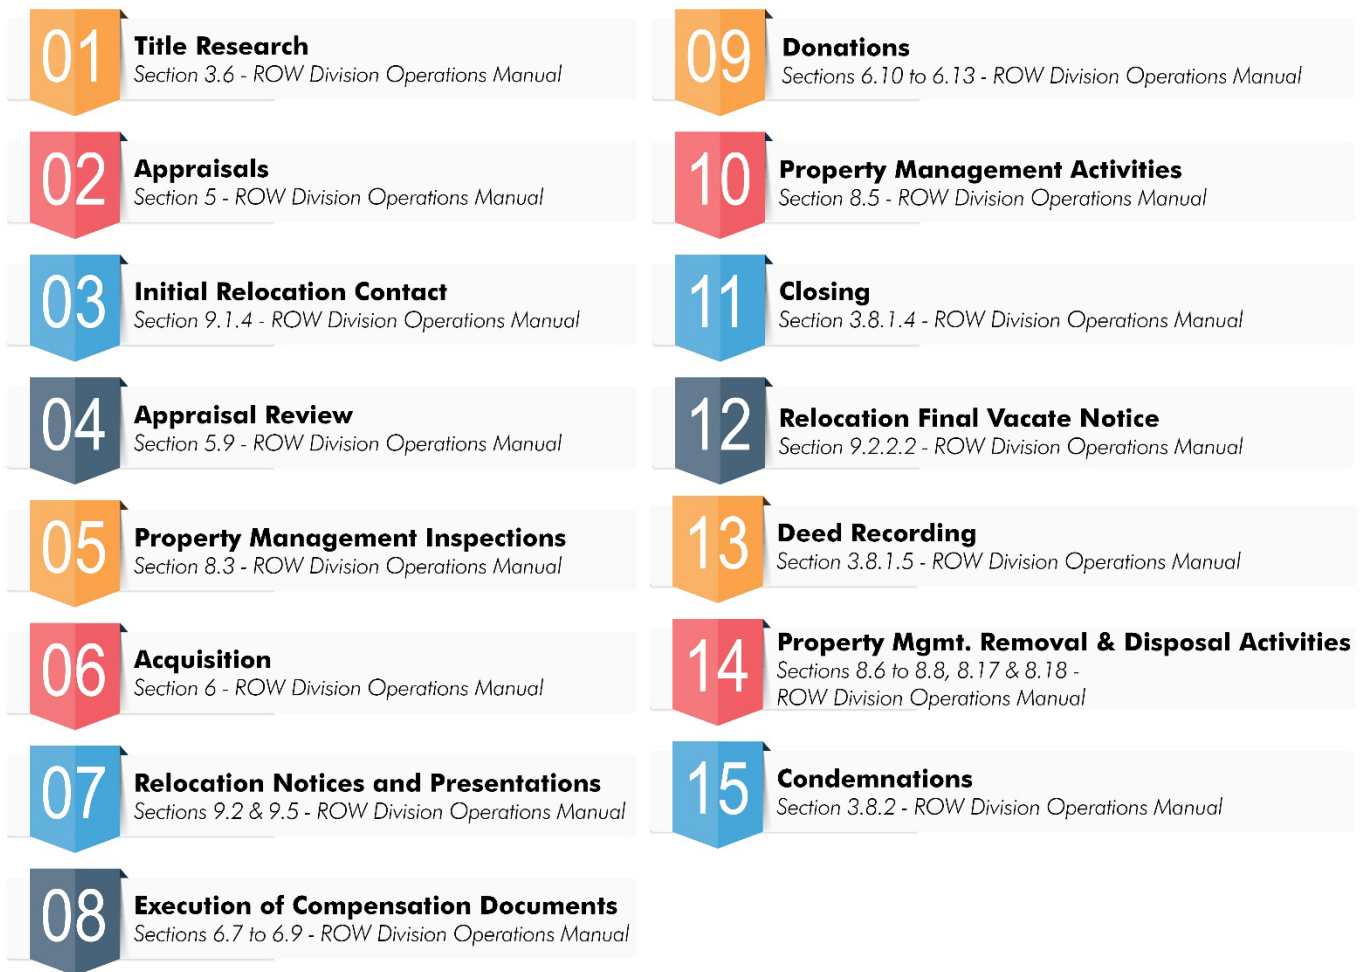 01
Title Research
Section 3.6 - ROW Division Operations Manual
02
Appraisals
Section 5 - ROW Division Operations Manual
03
Initial Relocation Contact
Section 9.1.4 - ROW Division Operations Manual
04
Appraisal Review
Section 5.9 - ROW Division Operations Manual
05
Property Management Inspections
Section 8.3 - ROW Division Operations Manual
06
Acquisition
Section 6 - ROW Division Operations Manual
07
Relocation Notices and Presentations
Sections 9.2 & 9.5 - ROW Division Operations Manual
08
Execution of Compensation Documents
Sections 6.7 to 6.9 - ROW Division Operations Manual
09
Donations
Sections 6.10 to 6.13 - ROW Division Operations Manual
10
Property Management Activities
Section 8.5 - ROW Division Operations Manual
11
Closing
Section 3.8.1.4 - ROW Division Operations Manual
12
Relocation Final Vacate Notice
Section 9.2.2.2 - ROW Division Operations Manual
13
Deed Recording
Section 3.8.1.5 - ROW Division Operations Manual
14
Property Mgmt. Removal & Disposal Activities
Sections 8.6 to 8.8, 8.17 & 8.18 -
ROW Division Operations Manual
15
Condemnations
Section 3.8.2 - ROW Division Operations Manual